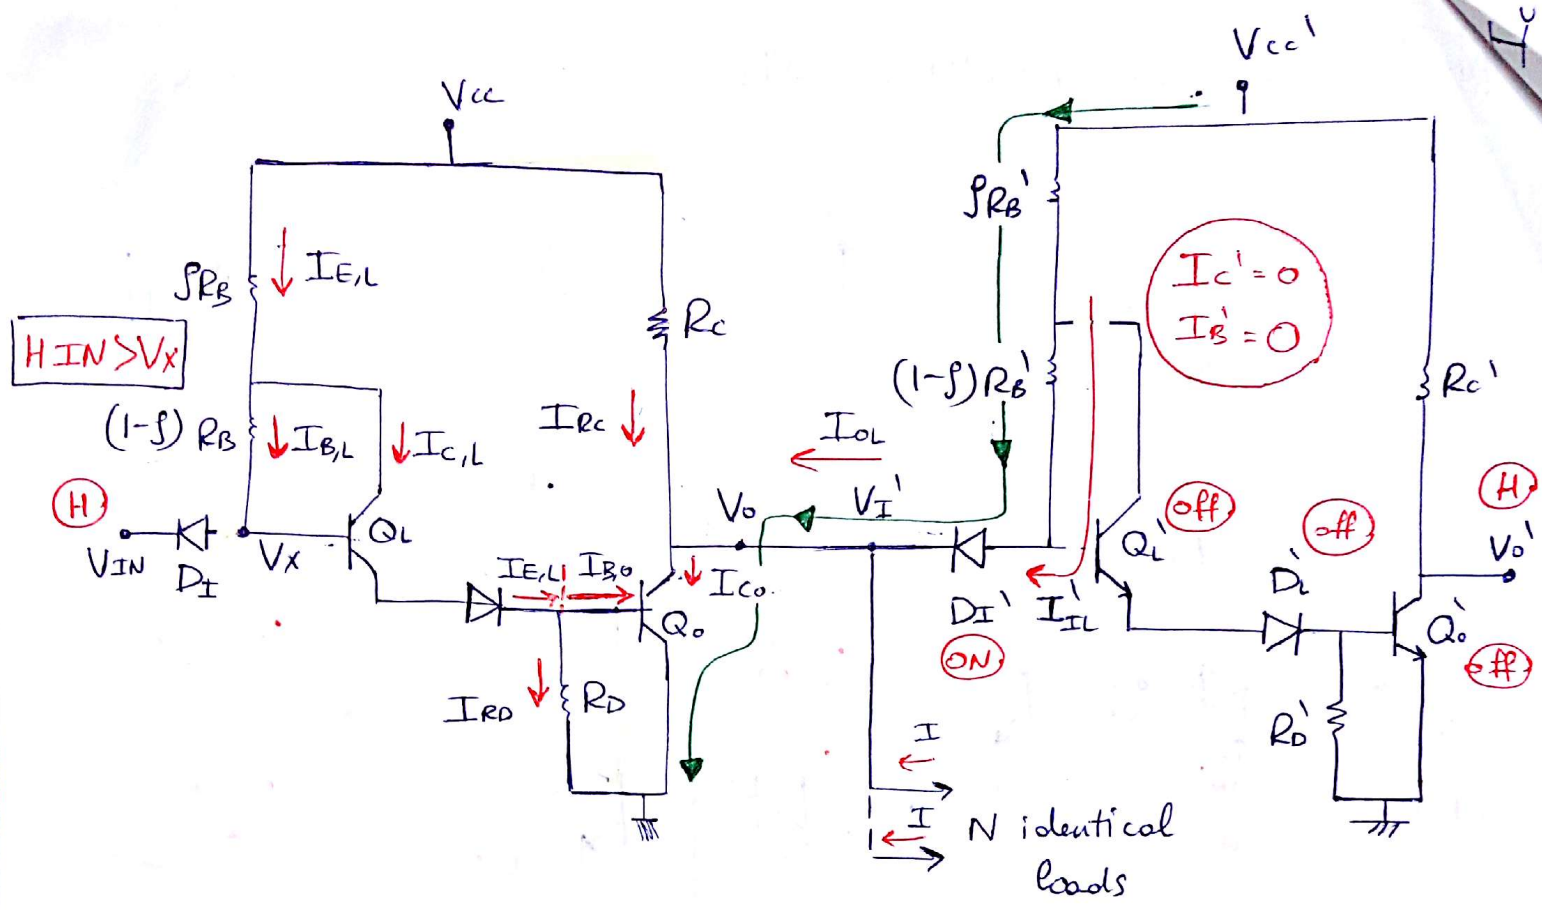 Vcc
Vcc'
ρRB
IE,L
RC
H IN > Vx
(1-ρ) RB
IB,L
IC,L
IRC
H
VIN
DI
Vx
QL
IE,L
IB,O
ICO
QO
IRD
RD
VO
IOL
VI'
ρRB'
(1-ρ) RB'
IC' = 0
IB' = 0
RC'
off
QL'
H
VO'
DI'
ON
IIL'
off
DL'
QO'
off
RD'
I
I
N identical
loads